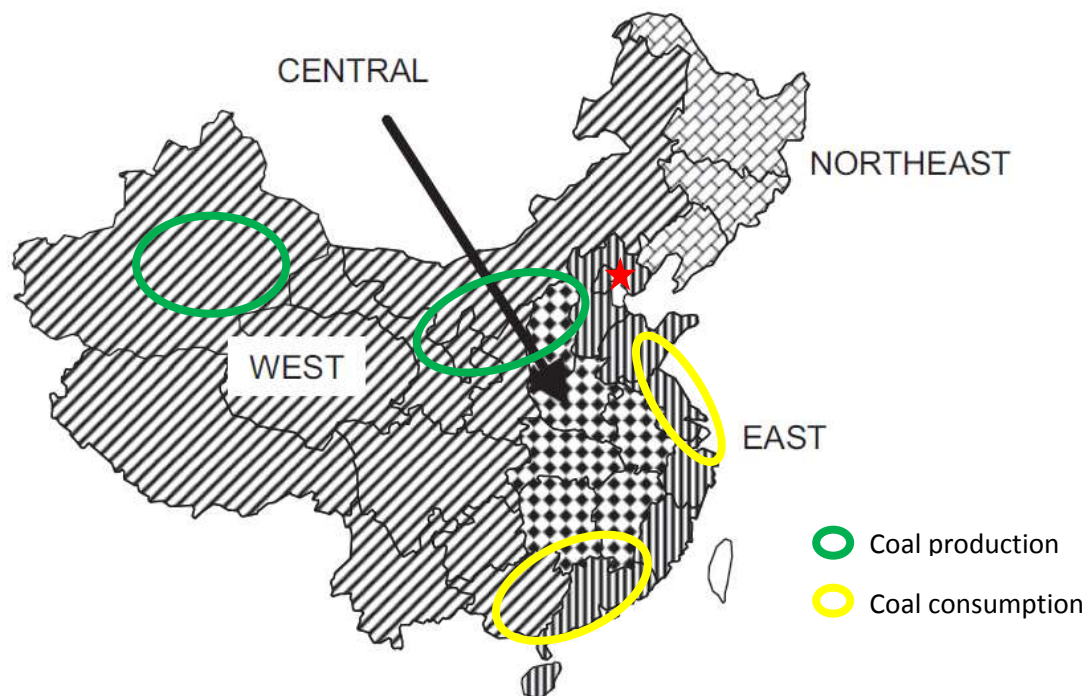 CENTRAL
NORTHEAST
WEST
EAST
Coal production
Coal consumption